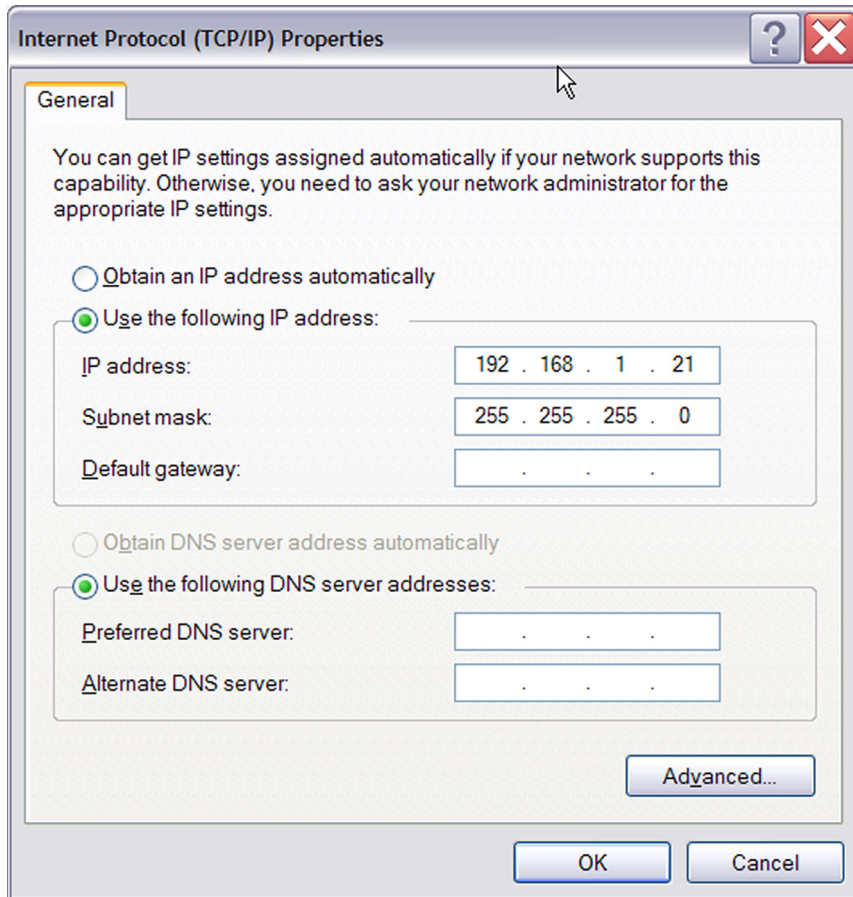 Internet Protocol (TCP/IP) Properties
?
General
You can get IP settings assigned automatically if your network supports this
capability. Otherwise, you need to ask your network administrator for the
appropriate IP settings.
Obtain an IP address automatically
Use the following IP address:
IP address: 192 . 168 . 1 . 21
Subnet mask: 255 . 255 . 255 . 0
Default gateway: . . .
Obtain DNS server address automatically
Use the following DNS server addresses:
Preferred DNS server: . . .
Alternate DNS server: . . .
Advanced...
OK Cancel